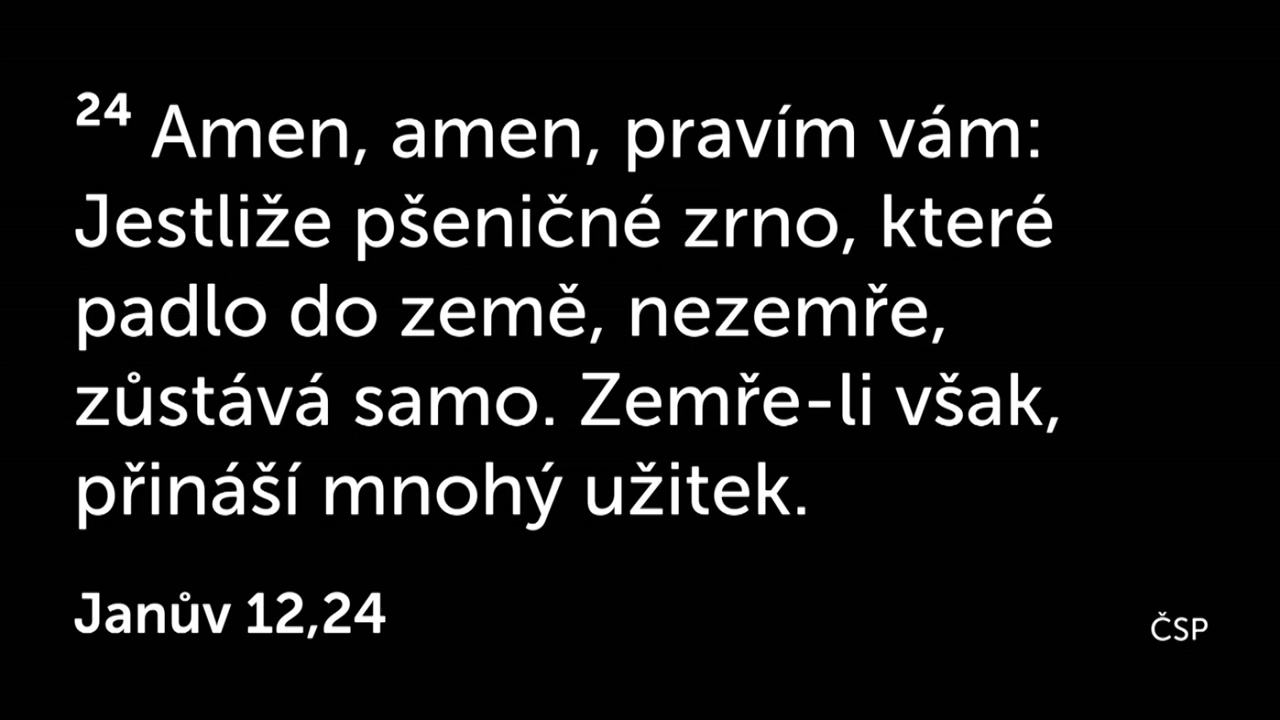 24 Amen, amen, pravím vám:
Jestliže pšeničné zrno, které
padlo do země, nezemře,
zůstává samo. Zemře-li však,
přináší mnohý užitek.
Janův 12,24
ČSP